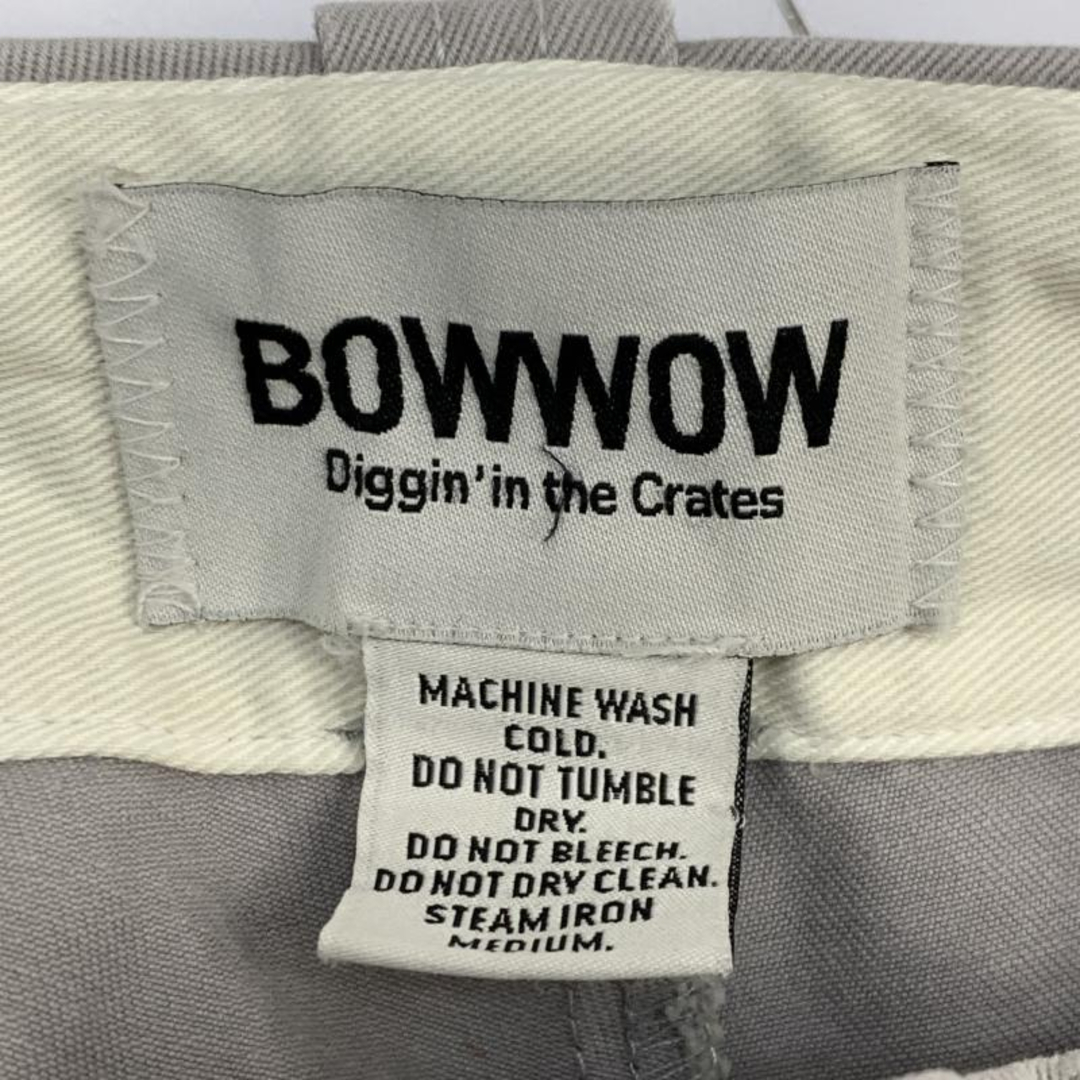 BOWWOW
Diggin' in the Crates
MACHINE WASH
COLD.
DO NOT TUMBLE
DRY.
DO NOT BLEECH.
DO NOT DRY CLEAN.
STEAM IRON
MEDIUM.